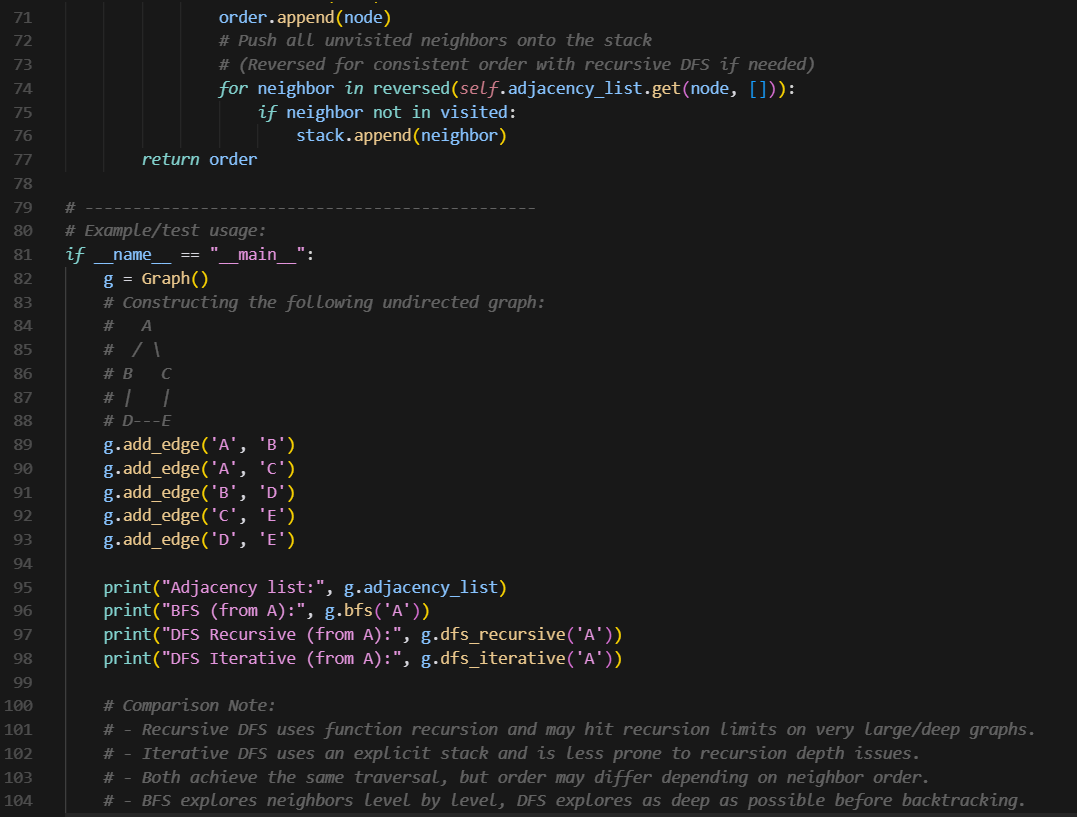 71 order.append(node)
72 # Push all unvisited neighbors onto the stack
73 # (Reversed for consistent order with recursive DFS if needed)
74 for neighbor in reversed(self.adjacency_list.get(node, [])):
75 if neighbor not in visited:
76 stack.append(neighbor)
77 return order
78
79 # -----------------------------------------------
80 # Example/test usage:
81 if __name__ == "__main__":
82 g = Graph()
83 # Constructing the following undirected graph:
84 #   A
85 #  / \
86 # B   C
87 # |   |
88 # D---E
89 g.add_edge('A', 'B')
90 g.add_edge('A', 'C')
91 g.add_edge('B', 'D')
92 g.add_edge('C', 'E')
93 g.add_edge('D', 'E')
94
95 print("Adjacency list:", g.adjacency_list)
96 print("BFS (from A):", g.bfs('A'))
97 print("DFS Recursive (from A):", g.dfs_recursive('A'))
98 print("DFS Iterative (from A):", g.dfs_iterative('A'))
99
100 # Comparison Note:
101 # - Recursive DFS uses function recursion and may hit recursion limits on very large/deep graphs.
102 # - Iterative DFS uses an explicit stack and is less prone to recursion depth issues.
103 # - Both achieve the same traversal, but order may differ depending on neighbor order.
104 # - BFS explores neighbors level by level, DFS explores as deep as possible before backtracking.